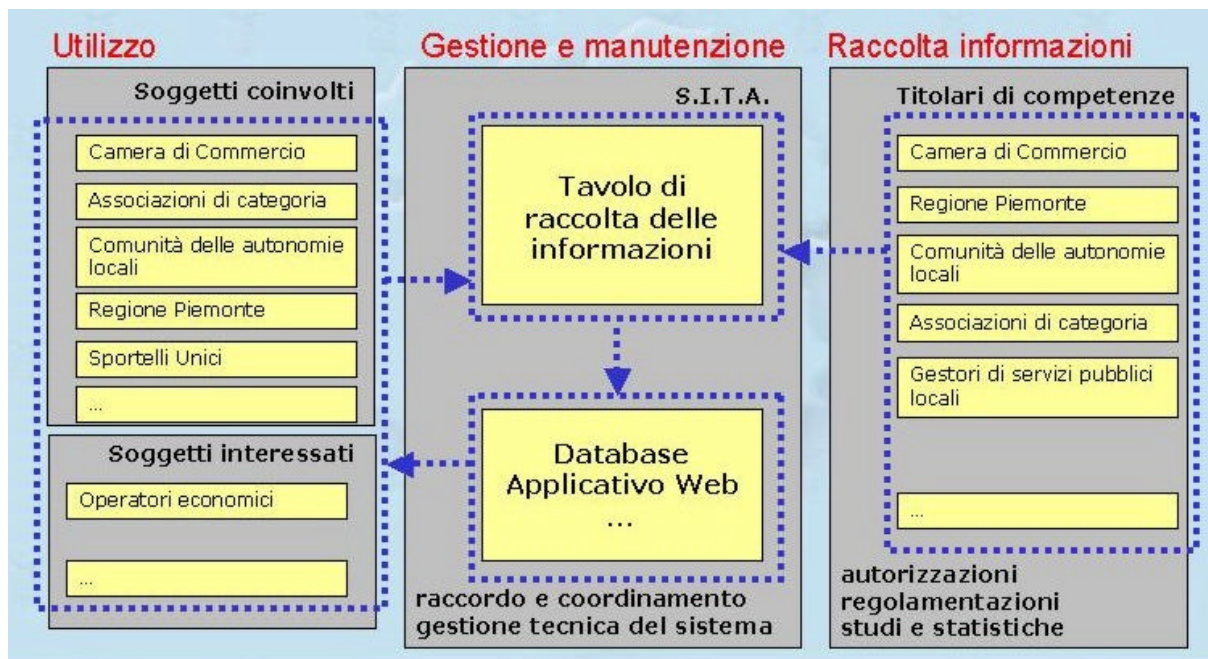 Utilizzo
Soggetti coinvolti
Camera di Commercio
Associazioni di categoria
Comunità delle autonomie
locali
Regione Piemonte
Sportelli Unici
...
Soggetti interessati
Operatori economici
...
Gestione e manutenzione
S.I.T.A.
Tavolo di
raccolta delle
informazioni
Database
Applicativo Web
...
raccordo e coordinamento
gestione tecnica del sistema
Raccolta informazioni
Titolari di competenze
Camera di Commercio
Regione Piemonte
Comunità delle autonomie
locali
Associazioni di categoria
Gestori di servizi pubblici
locali
...
autorizzazioni
regolamentazioni
studi e statistiche